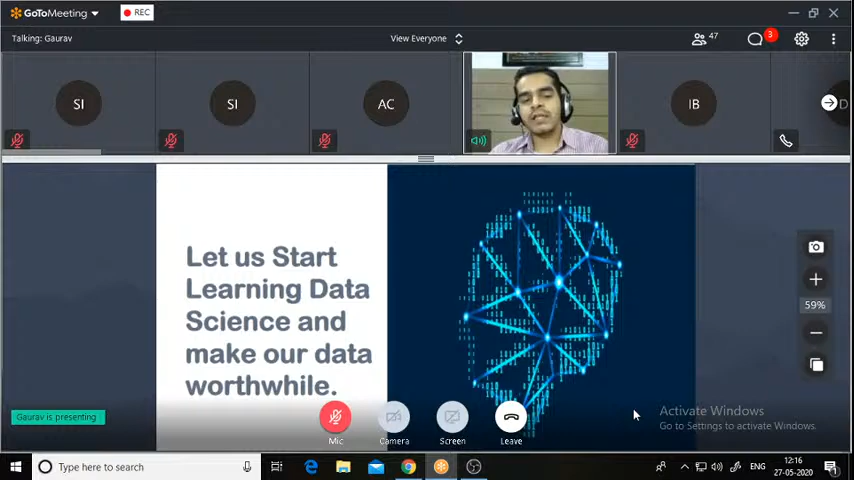 GoToMeeting
REC
Talking: Gaurav
View Everyone
47
3
SI
SI
AC
IB
D
Let us Start
Learning Data
Science and
make our data
worthwhile.
59%
Gaurav is presenting
Mic
Camera
Screen
Leave
Activate Windows
Go to Settings to activate Windows.
Type here to search
ENG
12:16
27-05-2020
1